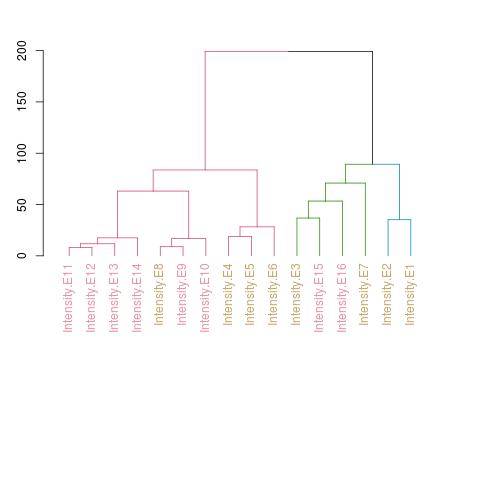 200
150
100
50
0
Intensity.E11
Intensity.E12
Intensity.E13
Intensity.E14
Intensity.E8
Intensity.E9
Intensity.E10
Intensity.E4
Intensity.E5
Intensity.E6
Intensity.E3
Intensity.E15
Intensity.E16
Intensity.E7
Intensity.E2
Intensity.E1